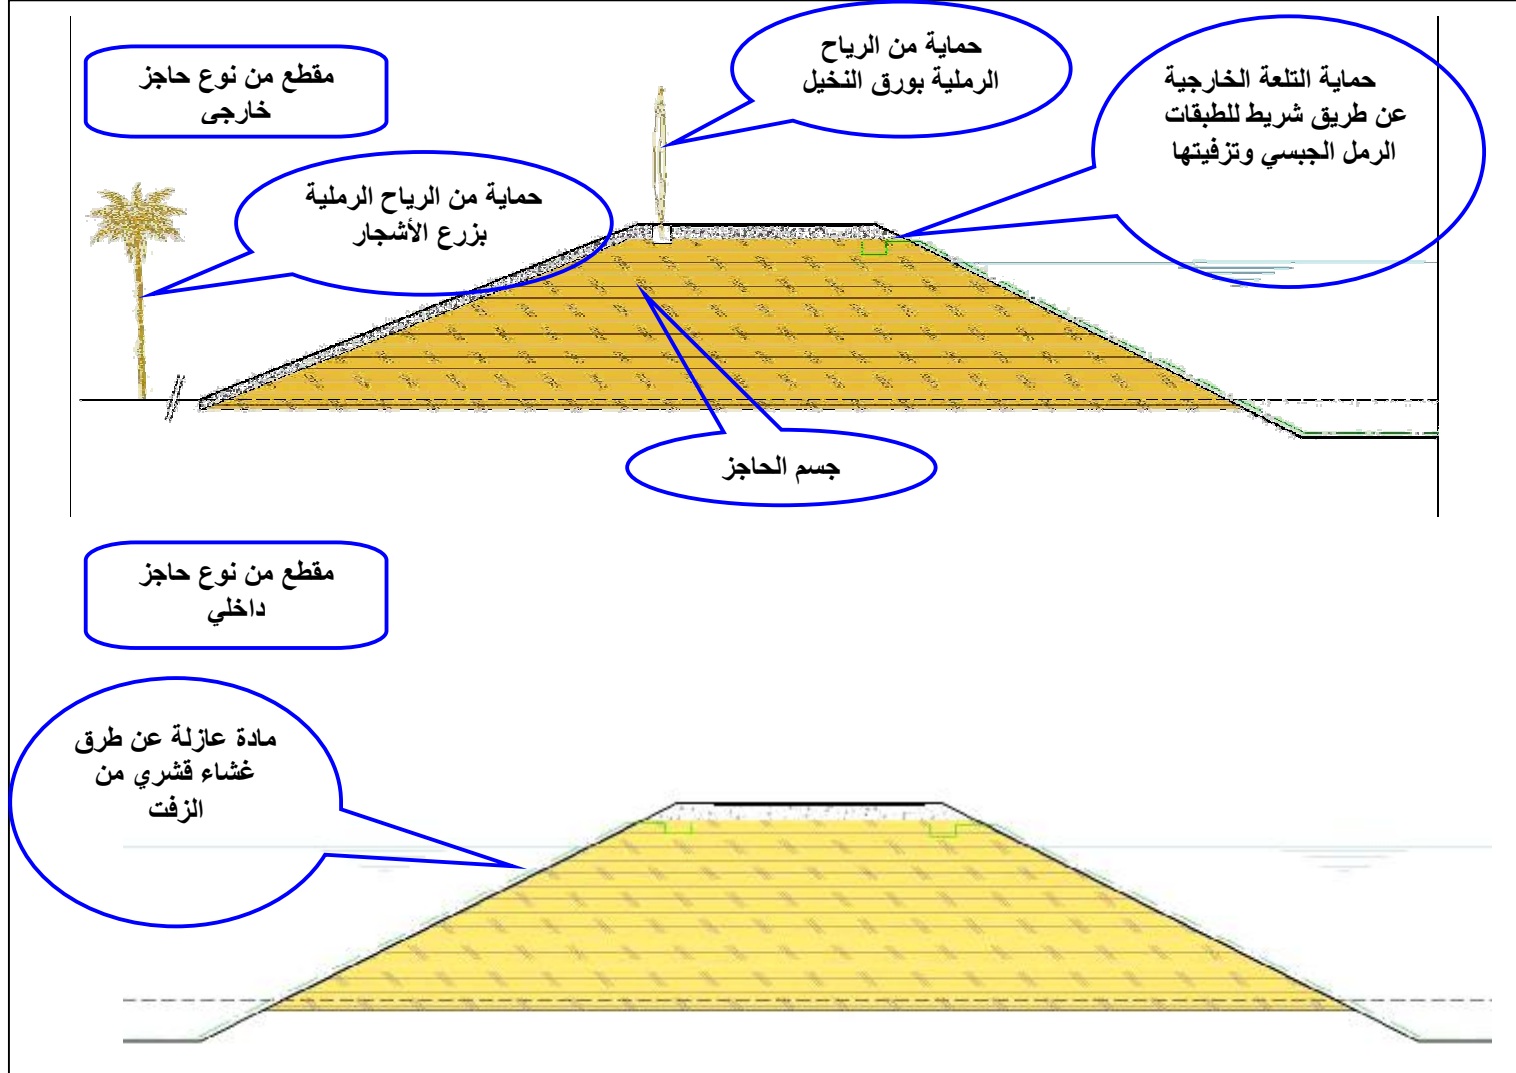 مقطع من نوع حاجز
خارجي
حماية من الرياح
الرملية بورق النخيل
حماية التلعة الخارجية
عن طريق شريط للطبقات
الرمل الجبسي وتزفيتها
حماية من الرياح الرملية
بزرع الأشجار
جسم الحاجز
مقطع من نوع حاجز
داخلي
مادة عازلة عن طرق
غشاء قشري من
الزفت